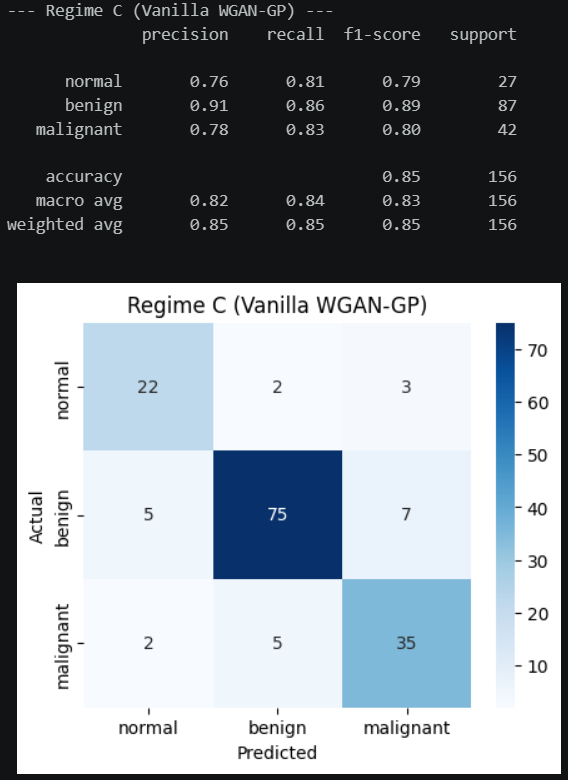 --- Regime C (Vanilla WGAN-GP) ---
precision recall f1-score support
normal 0.76 0.81 0.79 27
benign 0.91 0.86 0.89 87
malignant 0.78 0.83 0.80 42
accuracy 0.85 156
macro avg 0.82 0.84 0.83 156
weighted avg 0.85 0.85 0.85 156
Regime C (Vanilla WGAN-GP)
Actual
normal 22 2 3
benign 5 75 7
malignant 2 5 35
normal benign malignant
Predicted
70
60
50
40
30
20
10